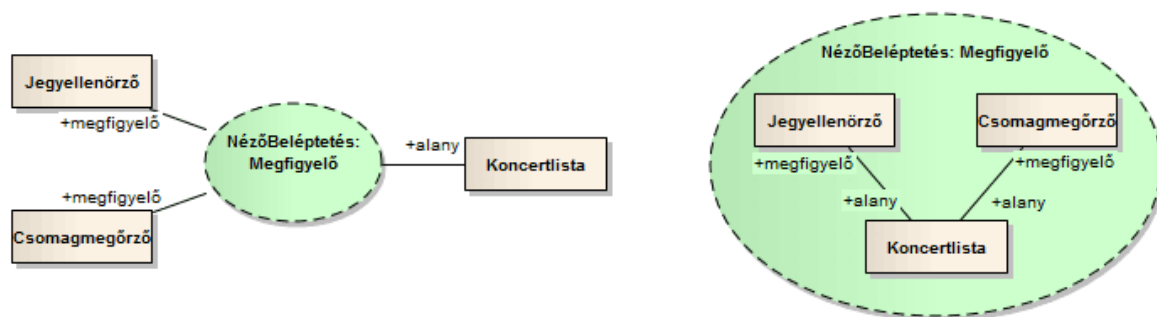 Jegyellenörző
+megfigyelő
NézőBeléptetés:
Megfigyelő
+alany
Koncertlista
+megfigyelő
Csomagmegőrző
NézőBeléptetés: Megfigyelő
Jegyellenörző
Csomagmegőrző
+megfigyelő
+megfigyelő
+alany
+alany
Koncertlista